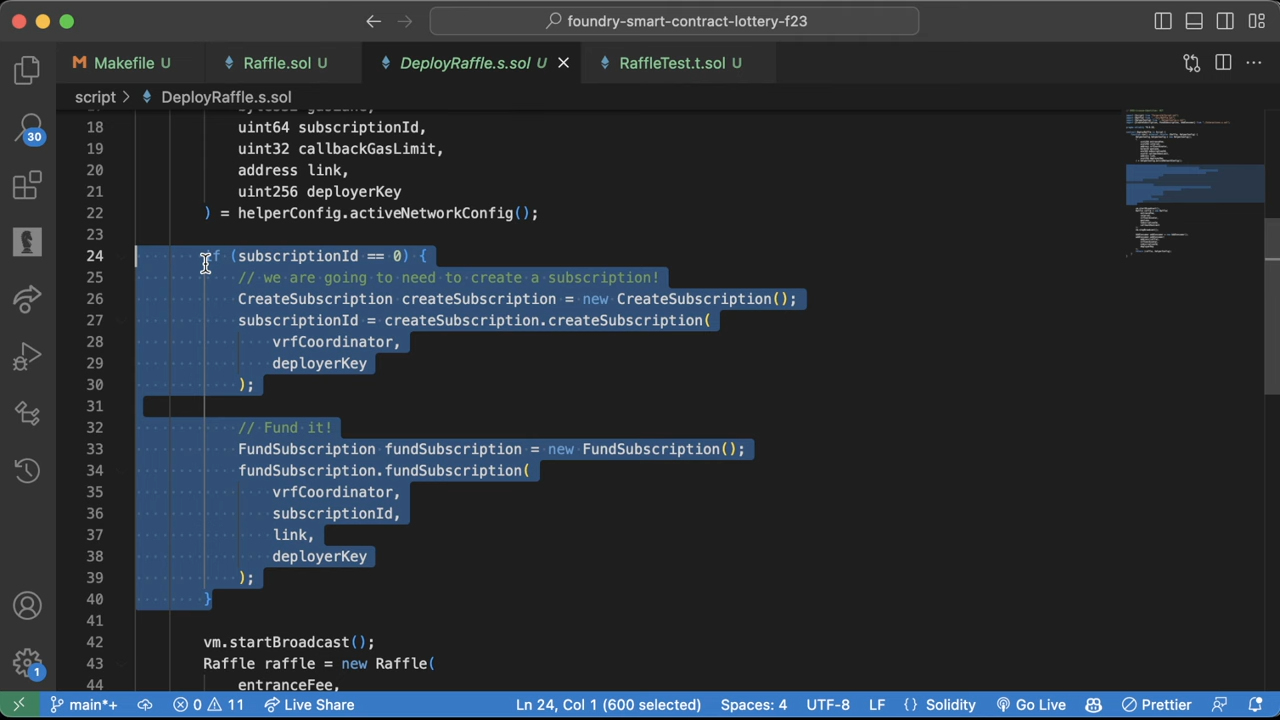 foundry-smart-contract-lottery-f23
Makefile U
Raffle.sol U
DeployRaffle.s.sol U
RaffleTest.t.sol U
script > DeployRaffle.s.sol
18 uint64 subscriptionId,
19 uint32 callbackGasLimit,
20 address link,
21 uint256 deployerKey
22 ) = helperConfig.activeNetworkConfig();
23
24 if (subscriptionId == 0) {
25 // we are going to need to create a subscription!
26 CreateSubscription createSubscription = new CreateSubscription();
27 subscriptionId = createSubscription.createSubscription(
28 vrfCoordinator,
29 deployerKey
30 );
31
32 // Fund it!
33 FundSubscription fundSubscription = new FundSubscription();
34 fundSubscription.fundSubscription(
35 vrfCoordinator,
36 subscriptionId,
37 link,
38 deployerKey
39 );
40 }
41
42 vm.startBroadcast();
43 Raffle raffle = new Raffle(
44 entranceFee,
30
1
main*+ 0 11 Live Share Ln 24, Col 1 (600 selected) Spaces: 4 UTF-8 LF {} Solidity Go Live Prettier